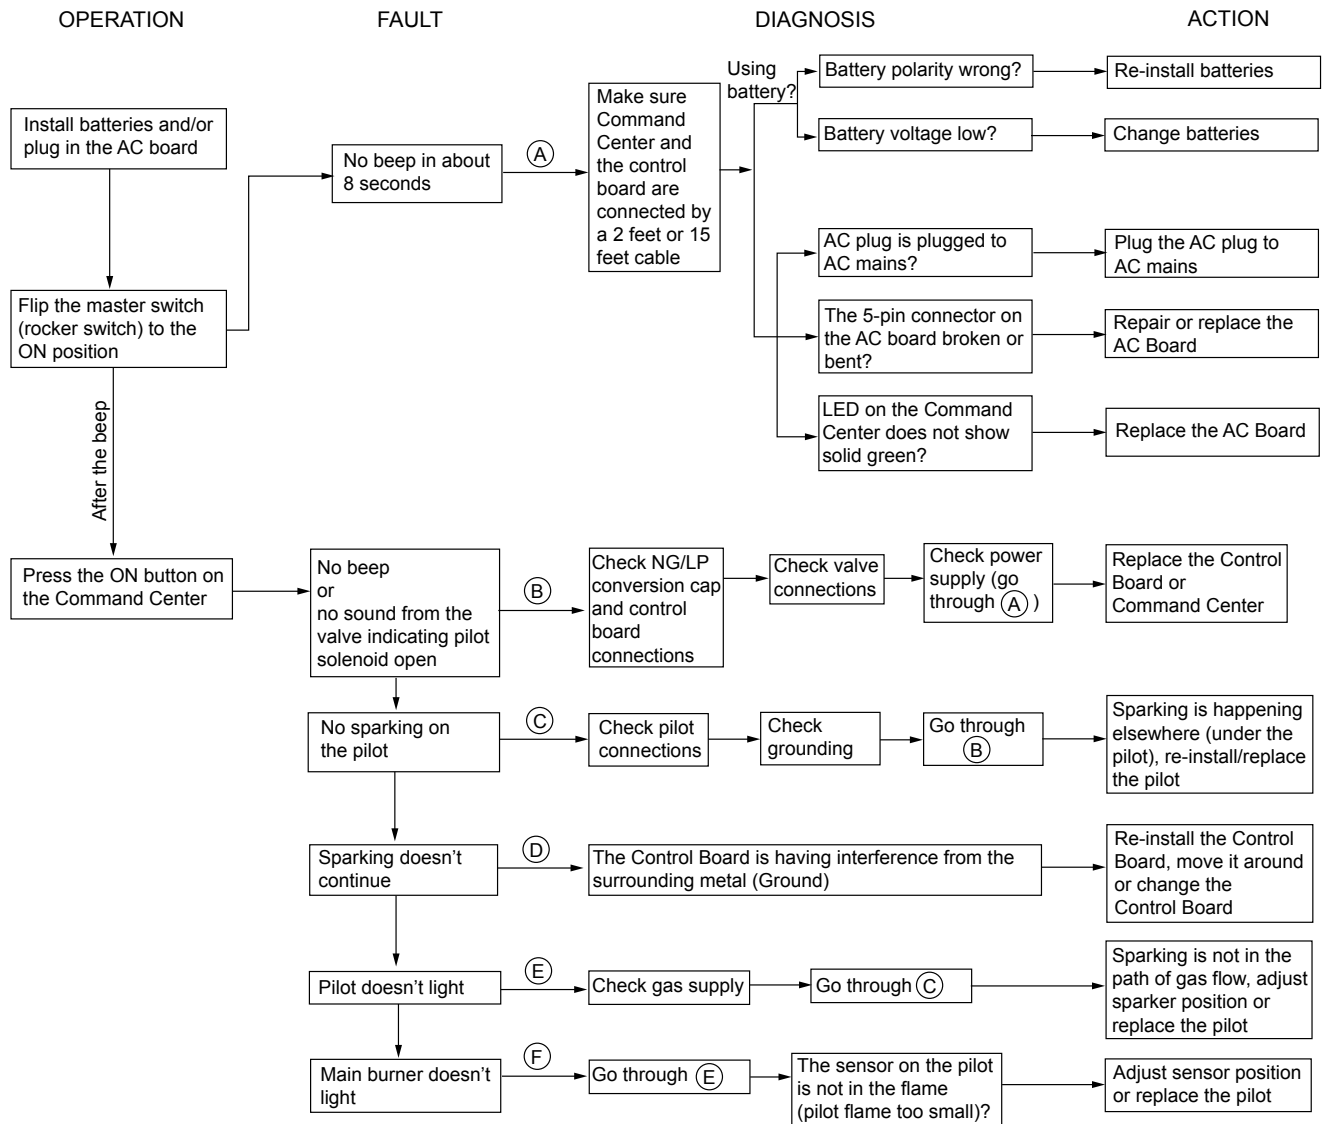 OPERATION
FAULT
DIAGNOSIS
ACTION
Install batteries and/or
plug in the AC board
Flip the master switch
(rocker switch) to the
ON position
After the beep
No beep in about
8 seconds
A
Make sure
Command
Center and
the control
board are
connected by
a 2 feet or 15
feet cable
Using
battery?
Battery polarity wrong?
Re-install batteries
Battery voltage low?
Change batteries
AC plug is plugged to
AC mains?
Plug the AC plug to
AC mains
The 5-pin connector on
the AC board broken or
bent?
Repair or replace the
AC Board
LED on the Command
Center does not show
solid green?
Replace the AC Board
Press the ON button on
the Command Center
No beep
or
no sound from the
valve indicating pilot
solenoid open
B
Check NG/LP
conversion cap
and control
board
connections
Check valve
connections
Check power
supply (go
through A )
Replace the Control
Board or
Command Center
No sparking on
the pilot
C
Check pilot
connections
Check
grounding
Go through
B
Sparking is happening
elsewhere (under the
pilot), re-install/replace
the pilot
Sparking doesn't
continue
D
The Control Board is having interference from the
surrounding metal (Ground)
Re-install the Control
Board, move it around
or change the
Control Board
Pilot doesn't light
E
Check gas supply
Go through C
Sparking is not in the
path of gas flow, adjust
sparker position or
replace the pilot
Main burner doesn't
light
F
Go through E
The sensor on the pilot
is not in the flame
(pilot flame too small)?
Adjust sensor position
or replace the pilot